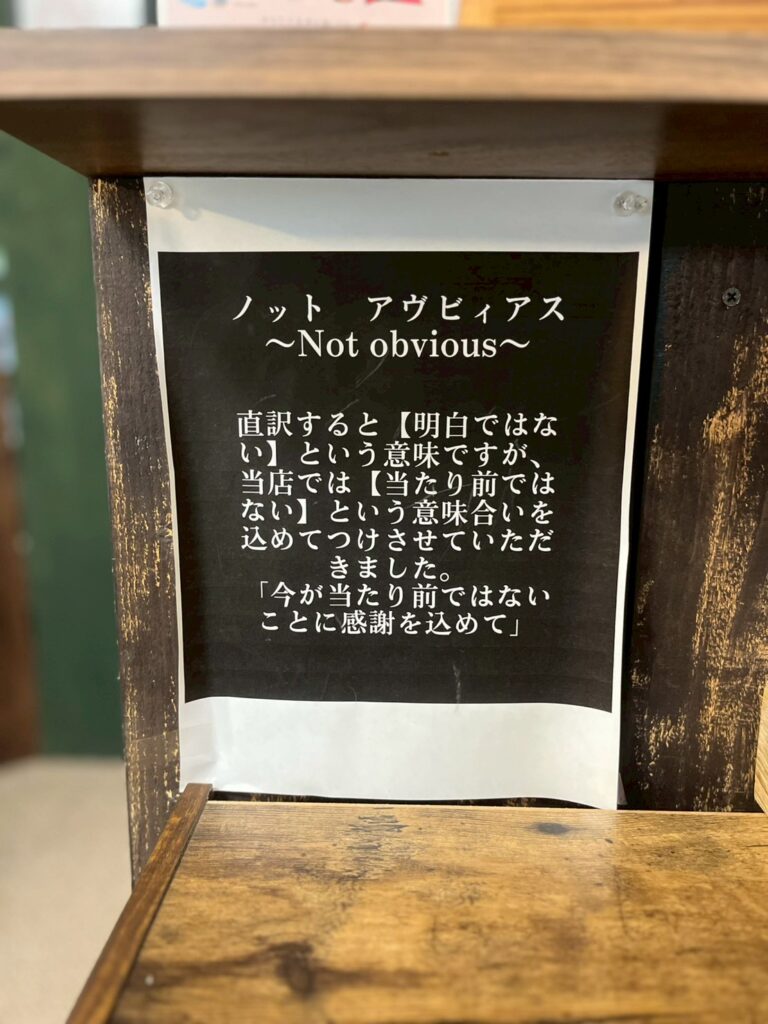 ノット　アヴビィアス
～Not obvious～
直訳すると【明白ではな
い】という意味ですが、
当店では【当たり前では
ない】という意味合いを
込めてつけさせていただ
きました。
「今が当たり前ではない
ことに感謝を込めて」